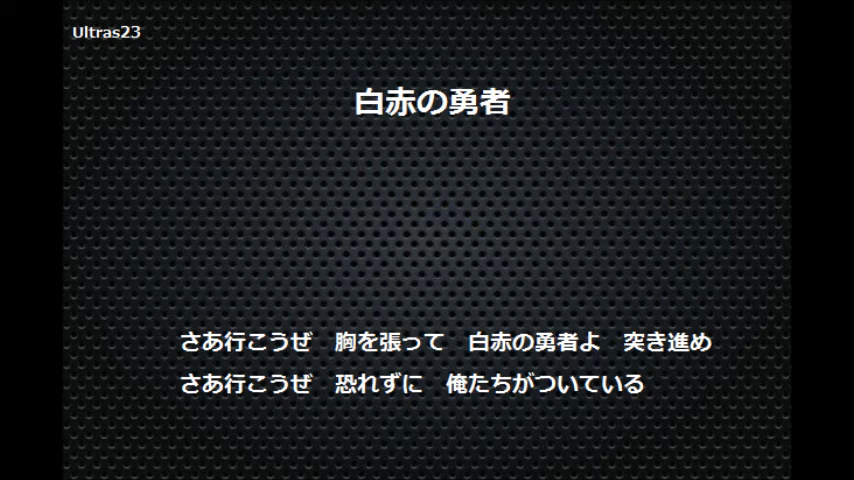 Ultras23
白赤の勇者
さあ行こうぜ　胸を張って　白赤の勇者よ　突き進め
さあ行こうぜ　恐れずに　俺たちがついている